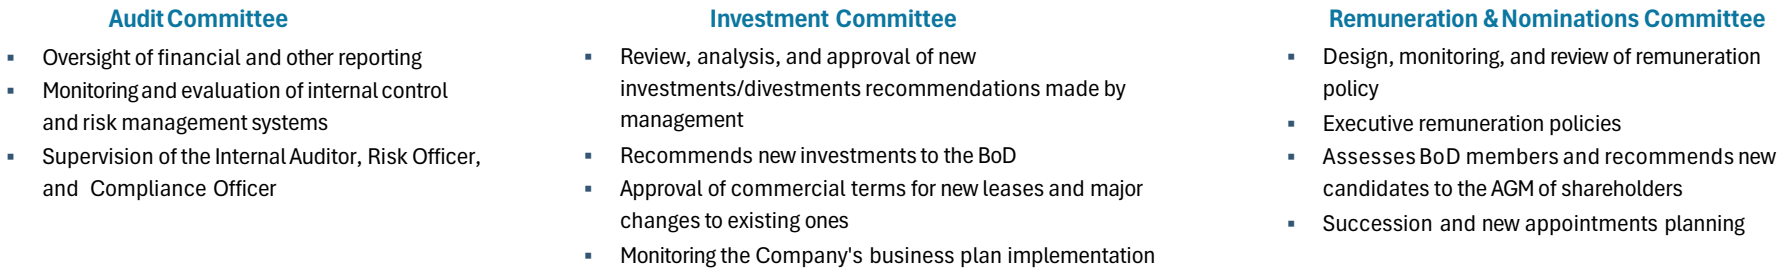 Audit Committee
▪ Oversight of financial and other reporting
▪ Monitoring and evaluation of internal control
and risk management systems
▪ Supervision of the Internal Auditor, Risk Officer,
and Compliance Officer
Investment Committee
▪ Review, analysis, and approval of new
investments/divestments recommendations made by
management
▪ Recommends new investments to the BoD
▪ Approval of commercial terms for new leases and major
changes to existing ones
▪ Monitoring the Company's business plan implementation
Remuneration & Nominations Committee
▪ Design, monitoring, and review of remuneration
policy
▪ Executive remuneration policies
▪ Assesses BoD members and recommends new
candidates to the AGM of shareholders
▪ Succession and new appointments planning